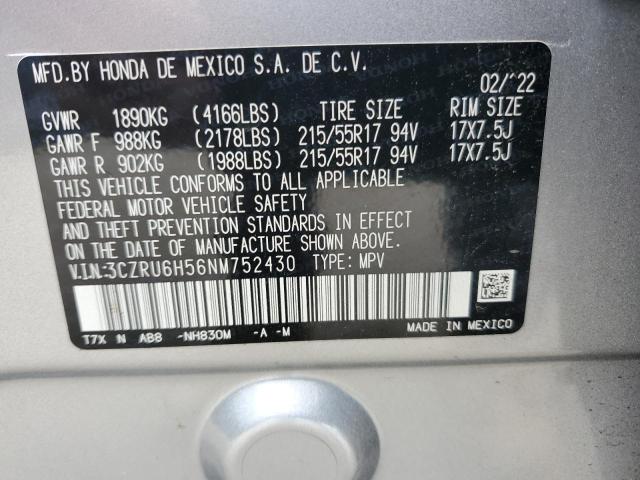 MFD.BY HONDA DE MEXICO S.A. DE C.V.
02/'22
GVWR 1890KG (4166LBS) TIRE SIZE RIM SIZE
GAWR F 988KG (2178LBS) 215/55R17 94V 17X7.5J
GAWR R 902KG (1988LBS) 215/55R17 94V 17X7.5J
THIS VEHICLE CONFORMS TO ALL APPLICABLE
FEDERAL MOTOR VEHICLE SAFETY
AND THEFT PREVENTION STANDARDS IN EFFECT
ON THE DATE OF MANUFACTURE SHOWN ABOVE.
V.I.N:3CZRU6H56NM752430 TYPE: MPV
T7X N AB8 -NH830M -A -M
MADE IN MEXICO